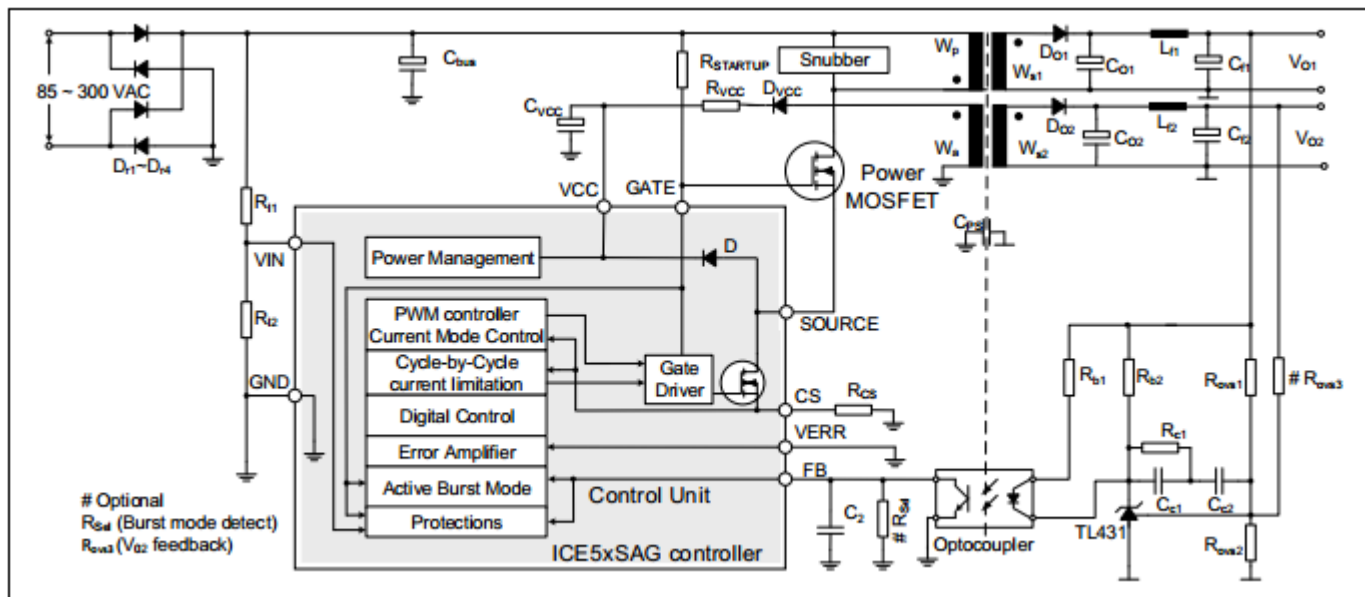 85 ~ 300 VAC
Dr1~Dr4
Cbus
RSTARTUP
Snubber
Wp
Ws1
DO1
CO1
Lf1
Cf1
VO1
CVCC
RVCC
DVCC
Wa
Ws2
DO2
CO2
Lf2
Cf2
VO2
Power
MOSFET
VCC
GATE
CPS
RI1
VIN
RI2
GND
Power Management
D
SOURCE
PWM controller
Current Mode Control
Cycle-by-Cycle
current limitation
Digital Control
Error Amplifier
Active Burst Mode
Protections
Gate
Driver
CS
RCS
VERR
FB
Control Unit
ICE5xSAG controller
C2
# RSel
Optocoupler
Rb1
Rb2
Rovs1
# Rovs3
Rc1
Cc1
Cc2
TL431
Rovs2
# Optional
RSel (Burst mode detect)
Rovs3 (VO2 feedback)